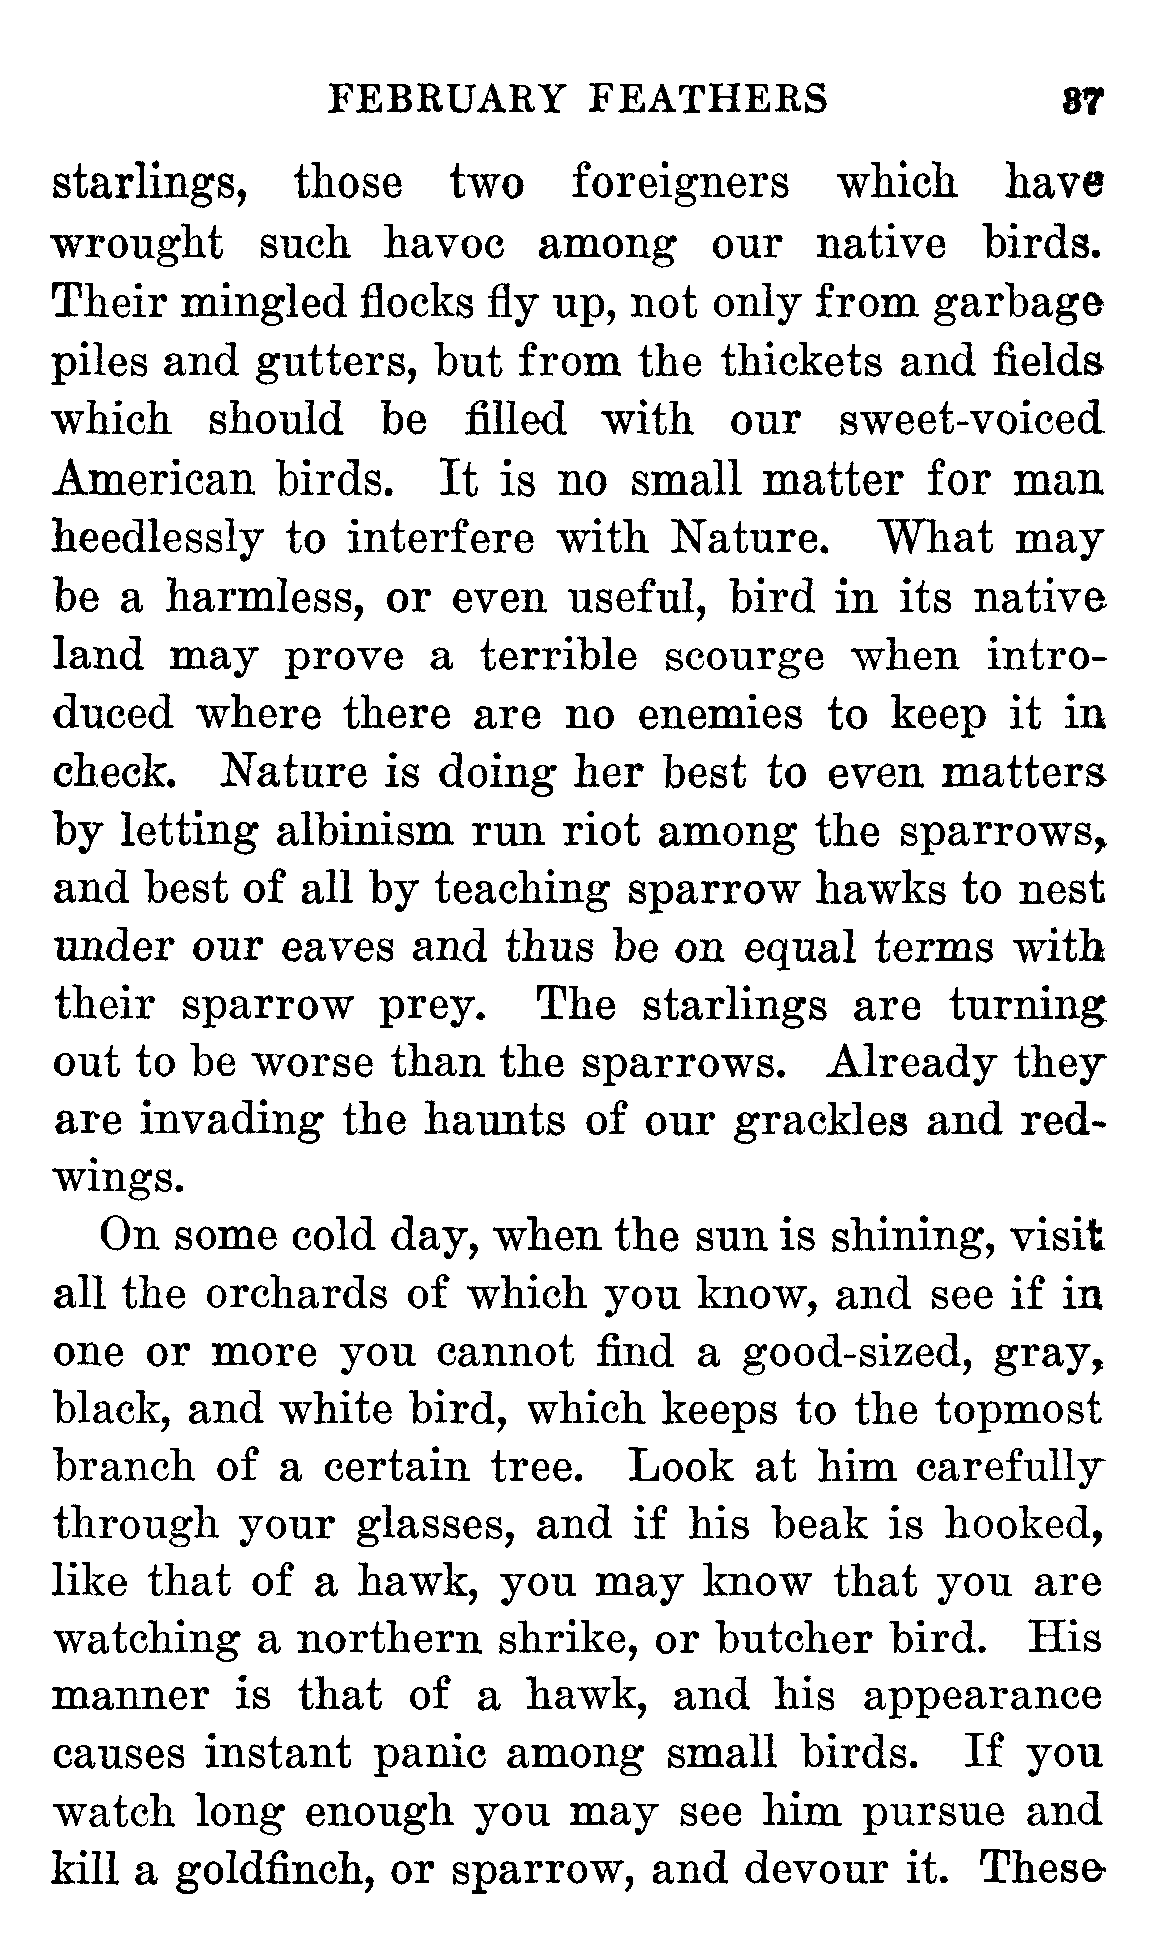 FEBRUARY FEATHERS 37
starlings, those two foreigners which have
wrought such havoc among our native birds.
Their mingled flocks fly up, not only from garbage
piles and gutters, but from the thickets and fields
which should be filled with our sweet-voiced
American birds. It is no small matter for man
heedlessly to interfere with Nature. What may
be a harmless, or even useful, bird in its native
land may prove a terrible scourge when intro-
duced where there are no enemies to keep it in
check. Nature is doing her best to even matters
by letting albinism run riot among the sparrows,
and best of all by teaching sparrow hawks to nest
under our eaves and thus be on equal terms with
their sparrow prey. The starlings are turning
out to be worse than the sparrows. Already they
are invading the haunts of our grackles and red-
wings.
On some cold day, when the sun is shining, visit
all the orchards of which you know, and see if in
one or more you cannot find a good-sized, gray,
black, and white bird, which keeps to the topmost
branch of a certain tree. Look at him carefully
through your glasses, and if his beak is hooked,
like that of a hawk, you may know that you are
watching a northern shrike, or butcher bird. His
manner is that of a hawk, and his appearance
causes instant panic among small birds. If you
watch long enough you may see him pursue and
kill a goldfinch, or sparrow, and devour it. These